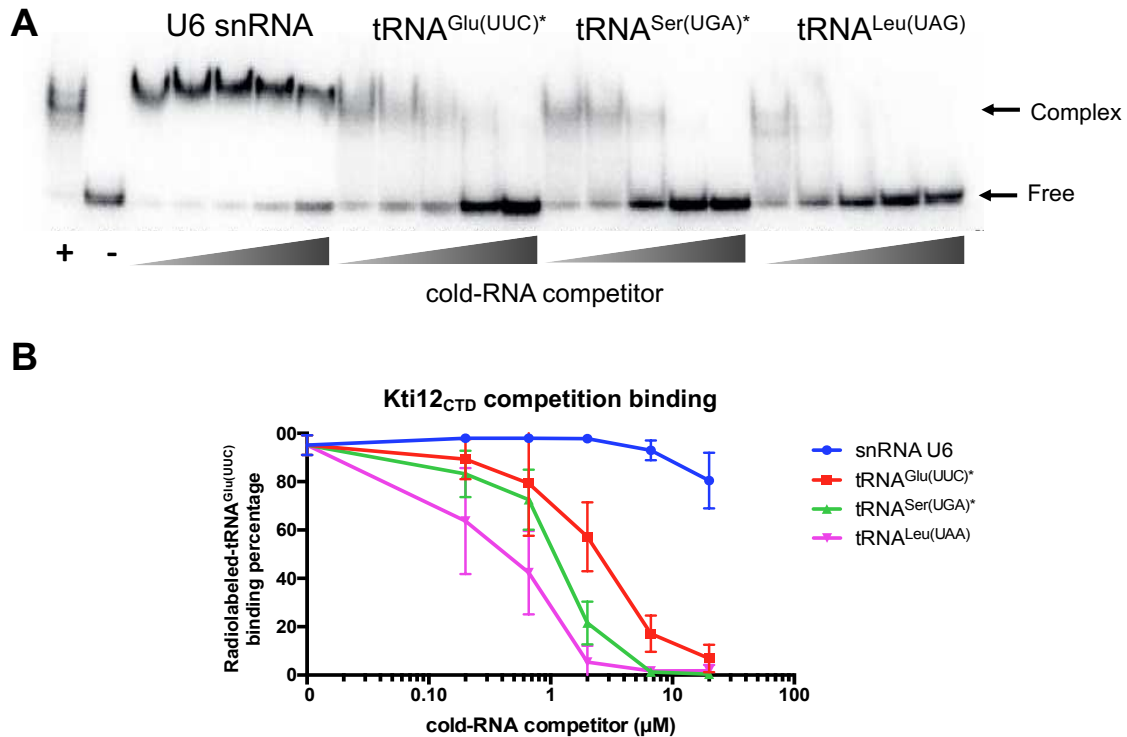 A
U6 snRNA tRNAGlu(UUC)* tRNASer(UGA)* tRNALeu(UAG)
Complex
Free
+ -
cold-RNA competitor
B
Kti12CTD competition binding
Radiolabeled-tRNAGlu(UUC)
binding percentage
00
80
60
40
20
0
0 0.10 1 10 100
cold-RNA competitor (µM)
snRNA U6
tRNAGlu(UUC)*
tRNASer(UGA)*
tRNALeu(UAA)